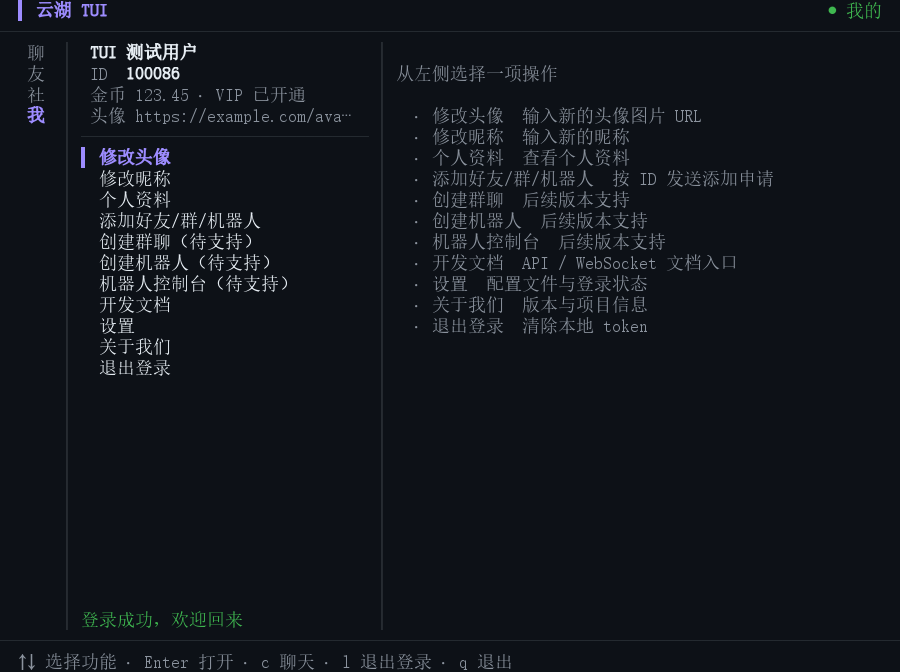 云湖 TUI
● 我的
聊
友
社
我
TUI 测试用户
ID 100086
金币 123.45 · VIP 已开通
头像 https://example.com/ava…
修改头像
修改昵称
个人资料
添加好友/群/机器人
创建群聊（待支持）
创建机器人（待支持）
机器人控制台（待支持）
开发文档
设置
关于我们
退出登录
登录成功，欢迎回来
从左侧选择一项操作
· 修改头像 输入新的头像图片 URL
· 修改昵称 输入新的昵称
· 个人资料 查看个人资料
· 添加好友/群/机器人 按 ID 发送添加申请
· 创建群聊 后续版本支持
· 创建机器人 后续版本支持
· 机器人控制台 后续版本支持
· 开发文档 API / WebSocket 文档入口
· 设置 配置文件与登录状态
· 关于我们 版本与项目信息
· 退出登录 清除本地 token
↑↓ 选择功能 · Enter 打开 · c 聊天 · l 退出登录 · q 退出